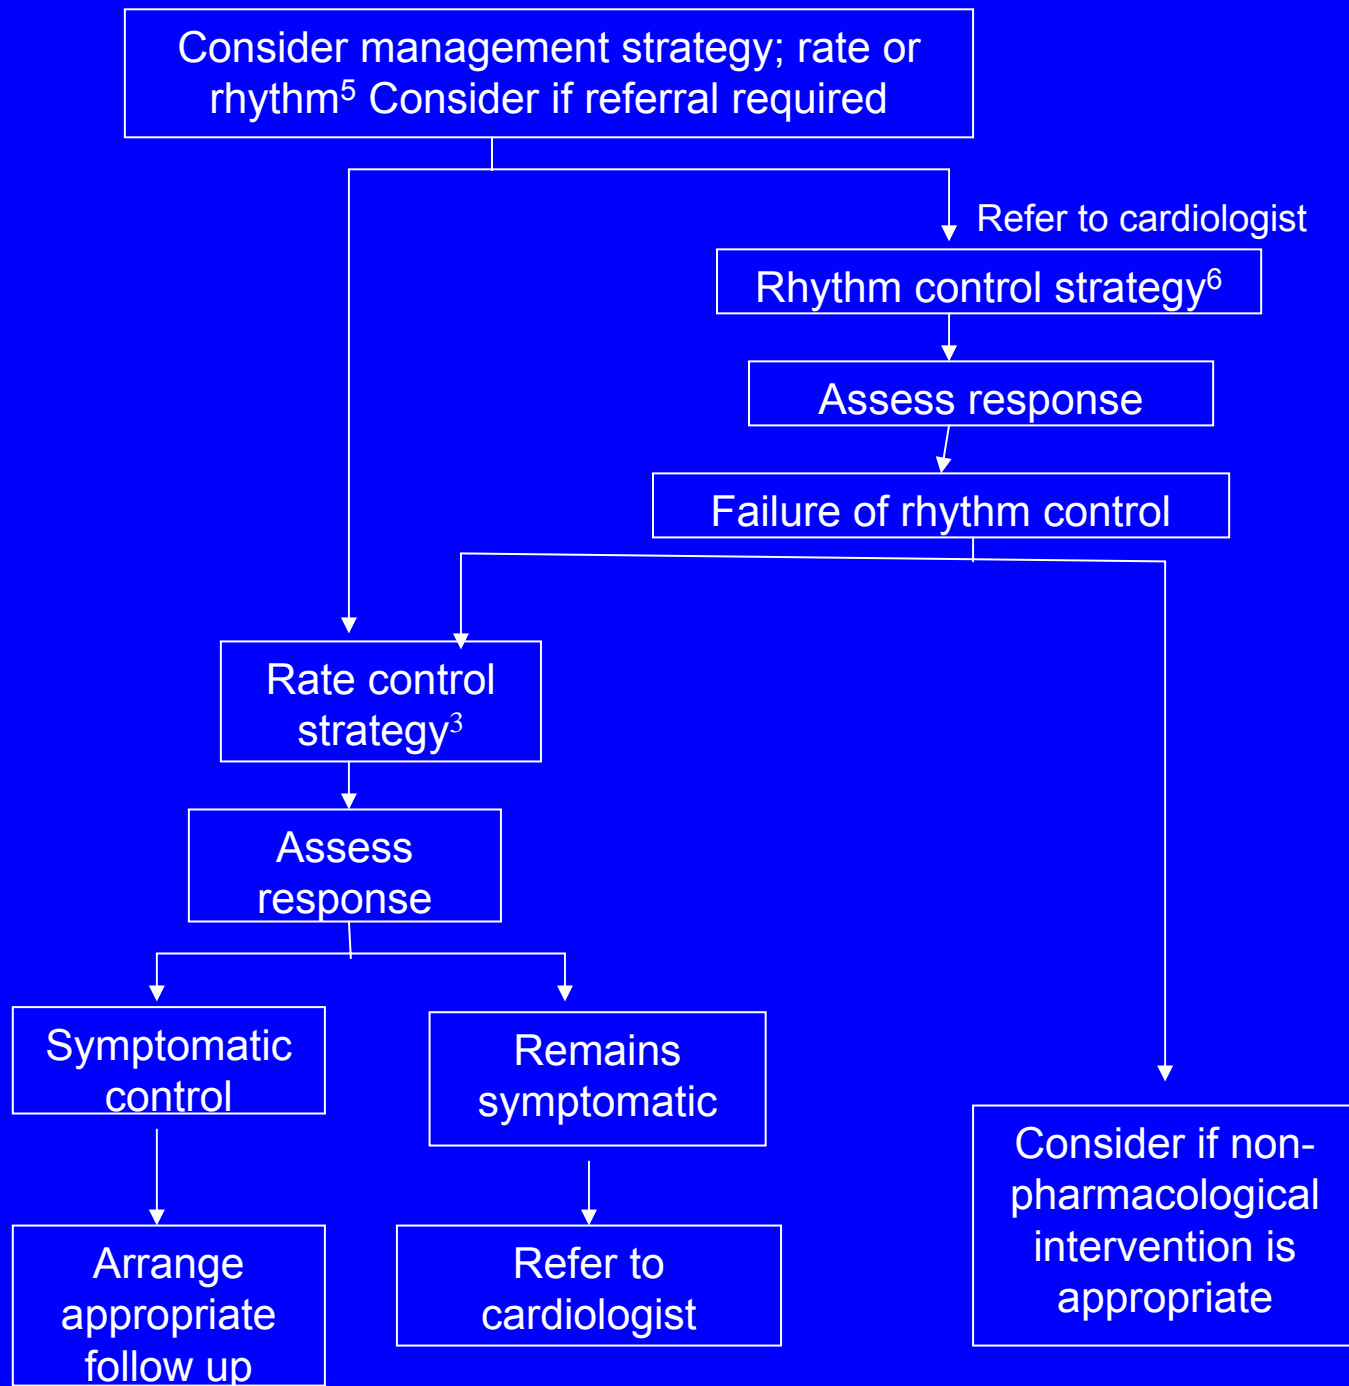 Consider management strategy; rate or
rhythm⁵ Consider if referral required
Refer to cardiologist
Rhythm control strategy⁶
Assess response
Failure of rhythm control
Rate control
strategy³
Assess
response
Symptomatic
control
Remains
symptomatic
Consider if non-
pharmacological
intervention is
appropriate
Arrange
appropriate
follow up
Refer to
cardiologist